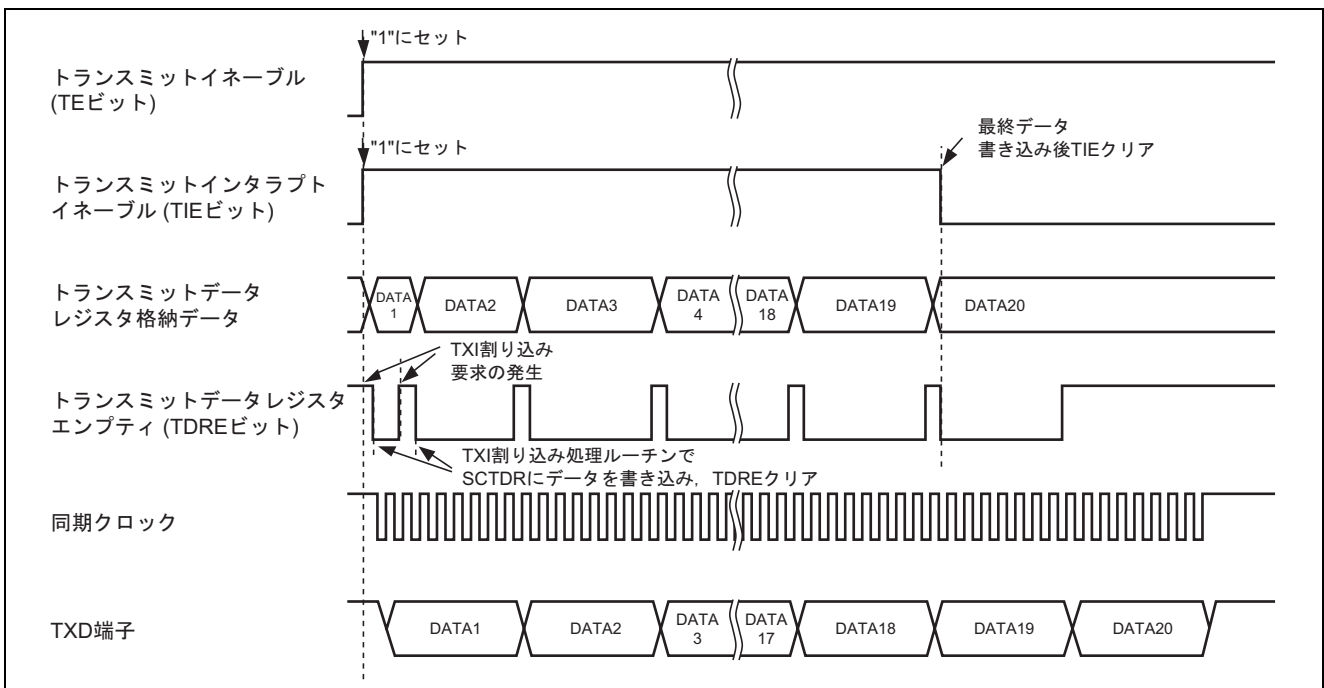 "1"にセット
トランスミットイネーブル
(TEビット)
"1"にセット
最終データ
書き込み後TIEクリア
トランスミットインタラプト
イネーブル (TIEビット)
トランスミットデータ
レジスタ格納データ
DATA
1
DATA2
DATA3
DATA
4
DATA
18
DATA19
DATA20
TXI割り込み
要求の発生
トランスミットデータレジスタ
エンプティ (TDREビット)
TXI割り込み処理ルーチンで
SCTDRにデータを書き込み, TDREクリア
同期クロック
TXD端子
DATA1
DATA2
DATA
3
DATA
17
DATA18
DATA19
DATA20